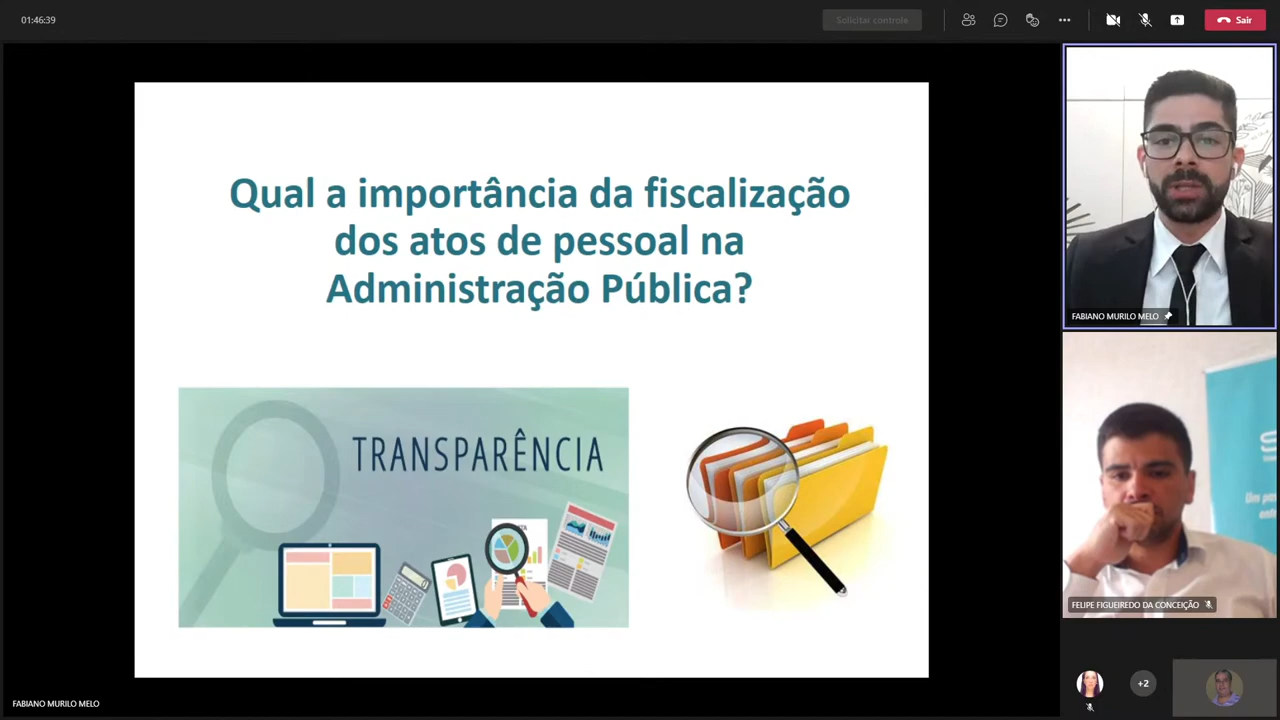 01:46:39
Solicitar controle
Sair
Qual a importância da fiscalização
dos atos de pessoal na
Administração Pública?
TRANSPARÊNCIA
FABIANO MURILO MELO
FELIPE FIGUEIREDO DA CONCEIÇÃO
+2
FABIANO MURILO MELO